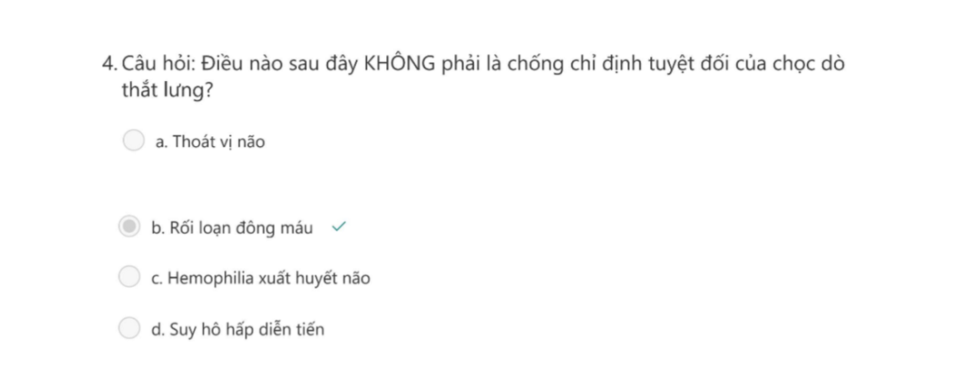 4. Câu hỏi: Điều nào sau đây KHÔNG phải là chống chỉ định tuyệt đối của chọc dò
thắt lưng?
a. Thoát vị não
b. Rối loạn đông máu
c. Hemophilia xuất huyết não
d. Suy hô hấp diễn tiến